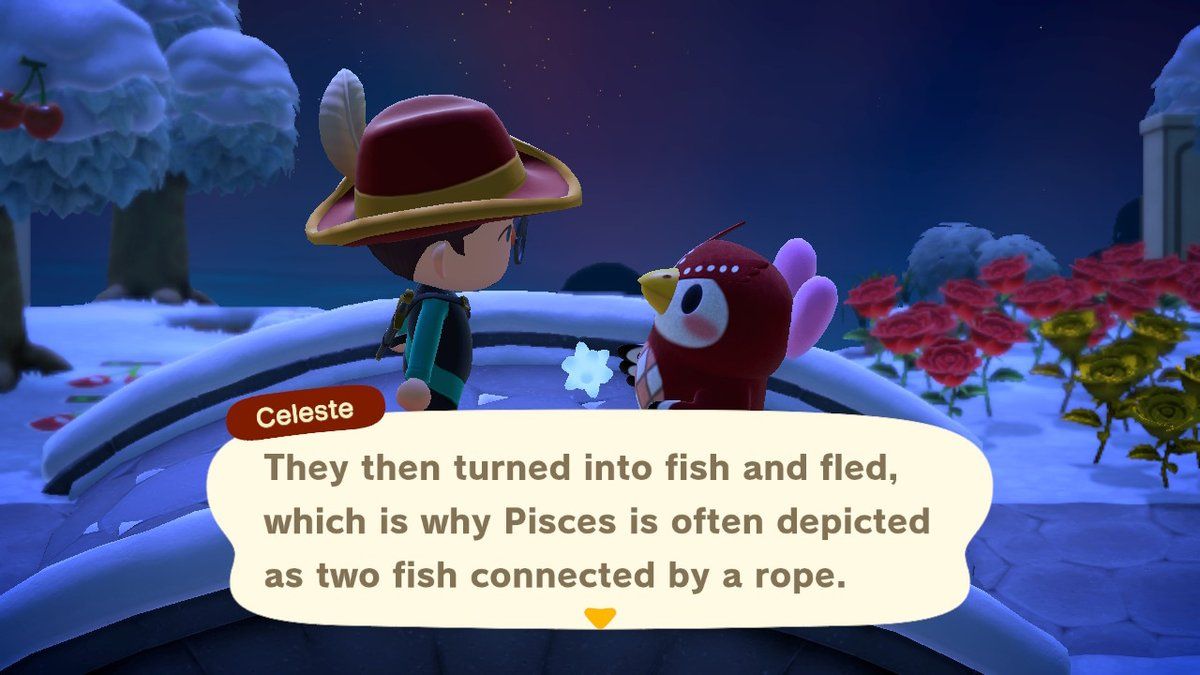 Celeste
They then turned into fish and fled,
which is why Pisces is often depicted
as two fish connected by a rope.